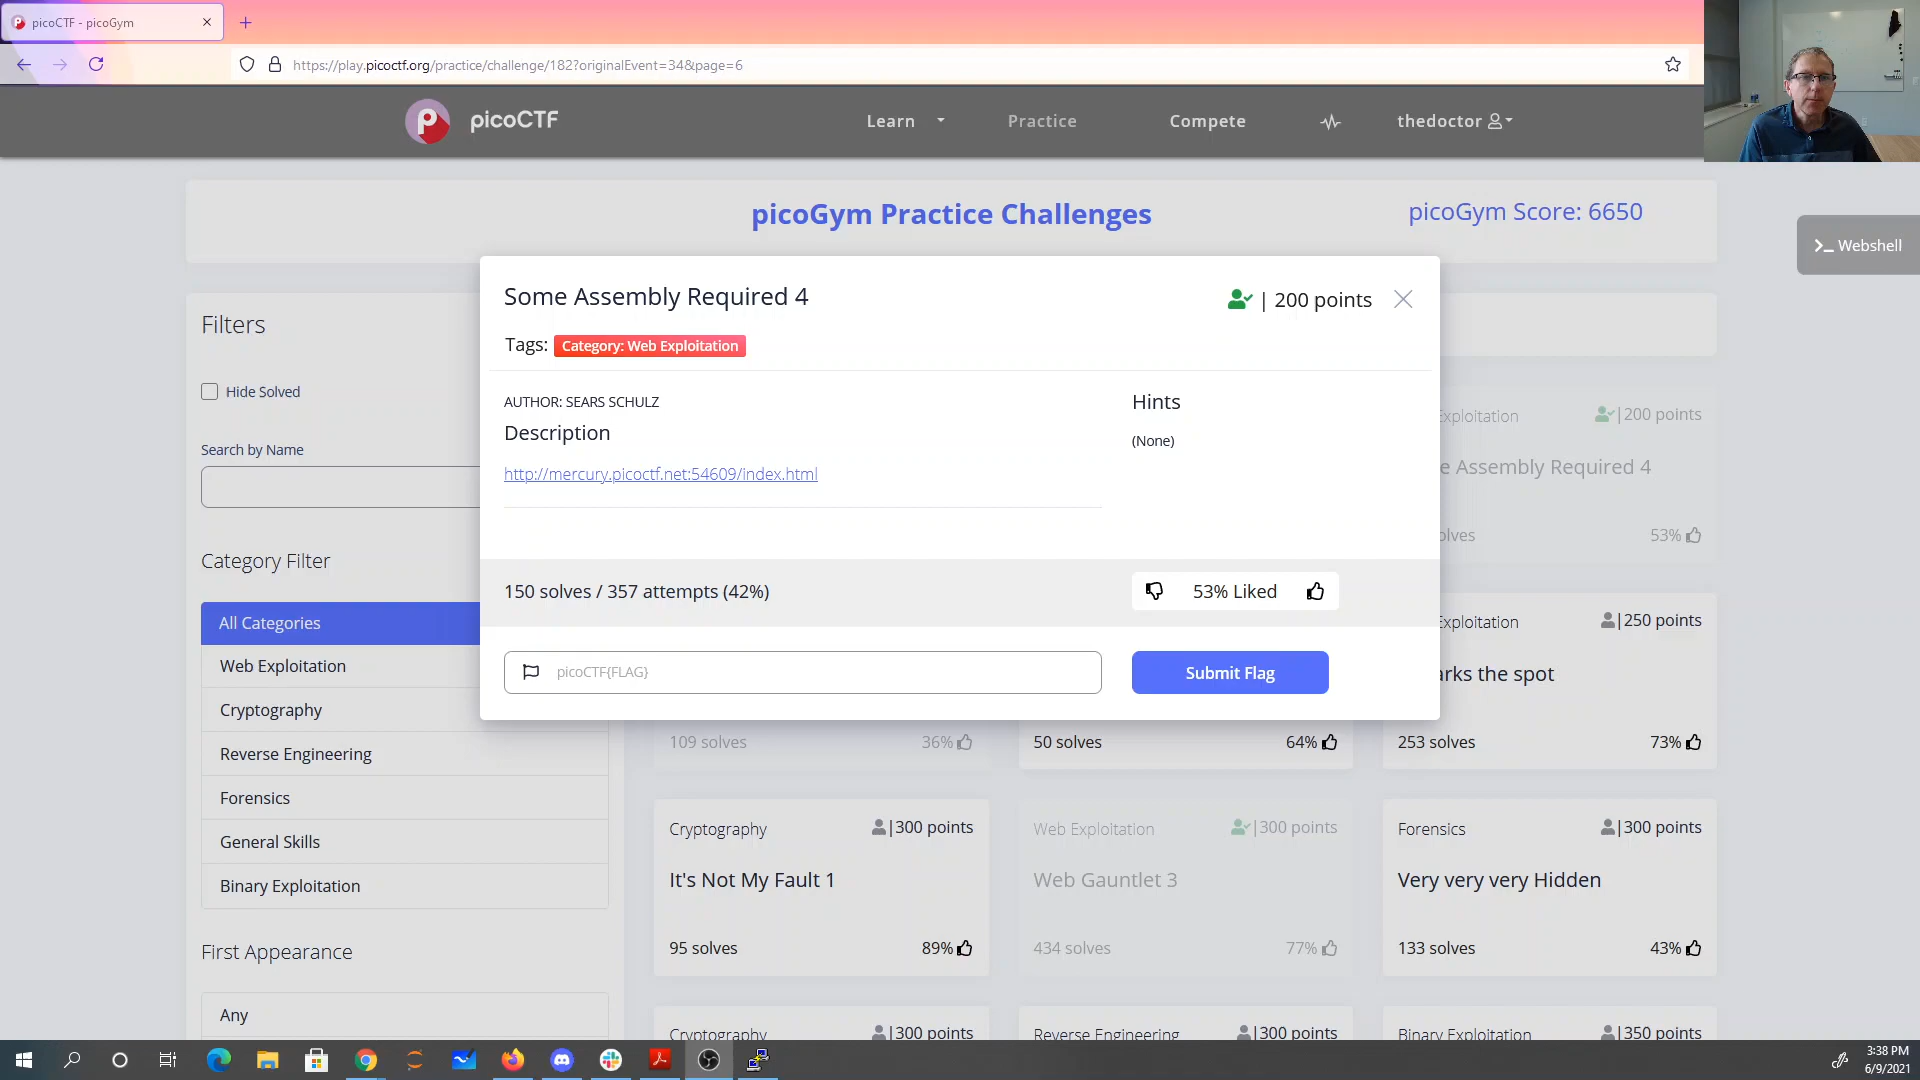 picoCTF - picoGym
https://play.picoctf.org/practice/challenge/182?originalEvent=34&page=6
picoCTF
Learn
Practice
Compete
thedoctor
picoGym Practice Challenges
picoGym Score: 6650
>_ Webshell
Some Assembly Required 4
| 200 points
Tags: Category: Web Exploitation
AUTHOR: SEARS SCHULZ
Description
http://mercury.picoctf.net:54609/index.html
Hints
(None)
150 solves / 357 attempts (42%)
53% Liked
picoCTF{FLAG}
Submit Flag
Filters
Hide Solved
Search by Name
Category Filter
All Categories
Web Exploitation
Cryptography
Reverse Engineering
Forensics
General Skills
Binary Exploitation
First Appearance
Any
Exploitation
|200 points
e Assembly Required 4
olves
53%
Exploitation
|250 points
arks the spot
109 solves
36%
50 solves
64%
253 solves
73%
Cryptography
|300 points
It's Not My Fault 1
95 solves
89%
Web Exploitation
|300 points
Web Gauntlet 3
434 solves
77%
Forensics
|300 points
Very very very Hidden
133 solves
43%
Cryptography
|300 points
Reverse Engineering
|300 points
Binary Exploitation
|350 points
3:38 PM
6/9/2021